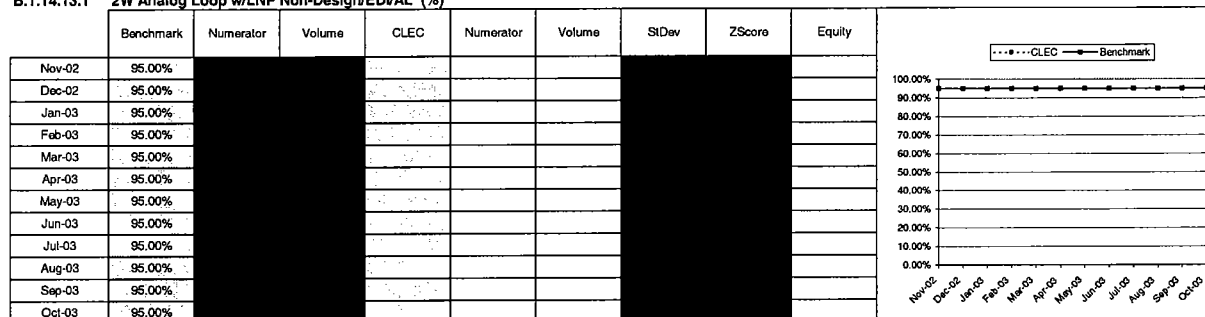 B.1.14.13.1 2W Analog Loop w/LNP Non-Design/EDI/AL (%)
Benchmark Numerator Volume CLEC Numerator Volume StDev ZScore Equity
Nov-02 95.00%
Dec-02 95.00%
Jan-03 95.00%
Feb-03 95.00%
Mar-03 95.00%
Apr-03 95.00%
May-03 95.00%
Jun-03 95.00%
Jul-03 95.00%
Aug-03 95.00%
Sep-03 95.00%
Oct-03 95.00%
CLEC Benchmark
100.00%
90.00%
80.00%
70.00%
60.00%
50.00%
40.00%
30.00%
20.00%
10.00%
0.00%
Nov-02 Dec-02 Jan-03 Feb-03 Mar-03 Apr-03 May-03 Jun-03 Jul-03 Aug-03 Sep-03 Oct-03